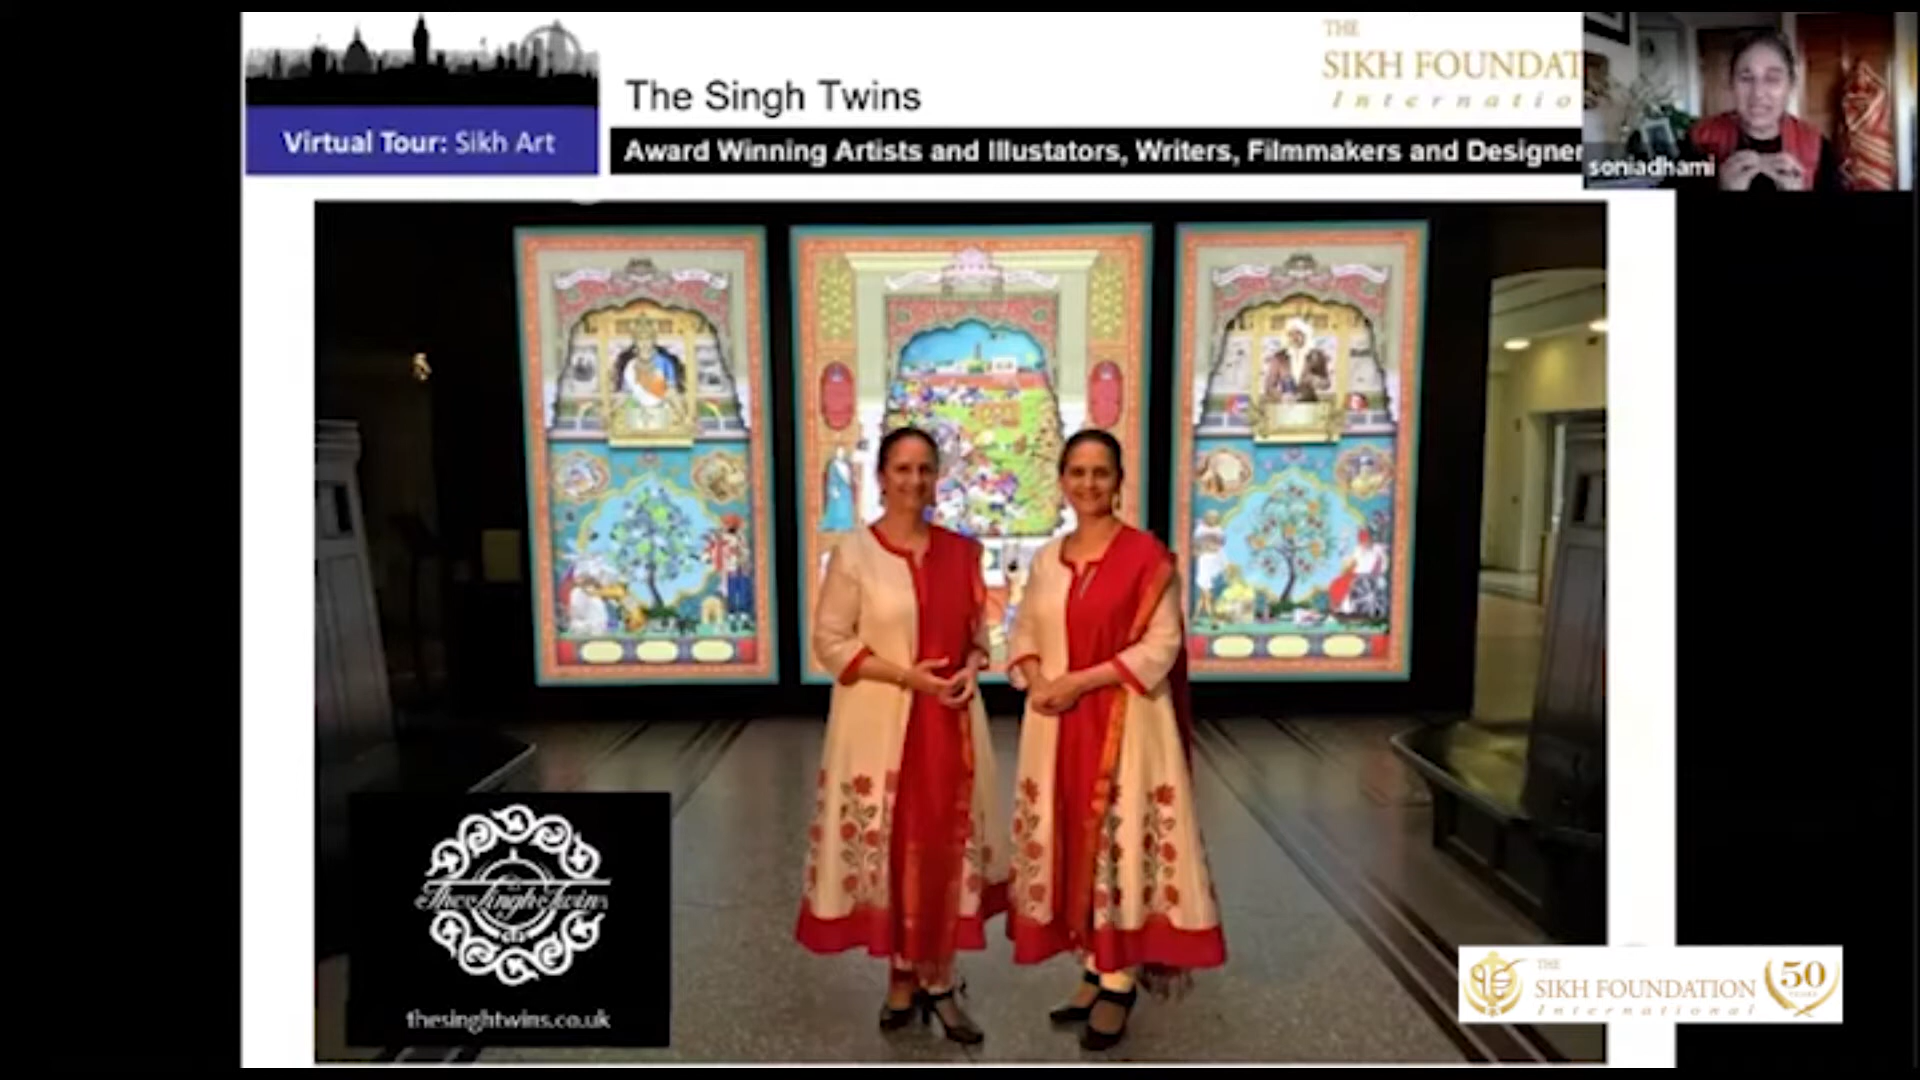 The Singh Twins
THE
SIKH FOUNDAT
Internatio
Virtual Tour: Sikh Art
Award Winning Artists and Illustators, Writers, Filmmakers and Designer
soniadhami
The Singh Twins
thesinghtwins.co.uk
THE
SIKH FOUNDATION
International
50
YEARS